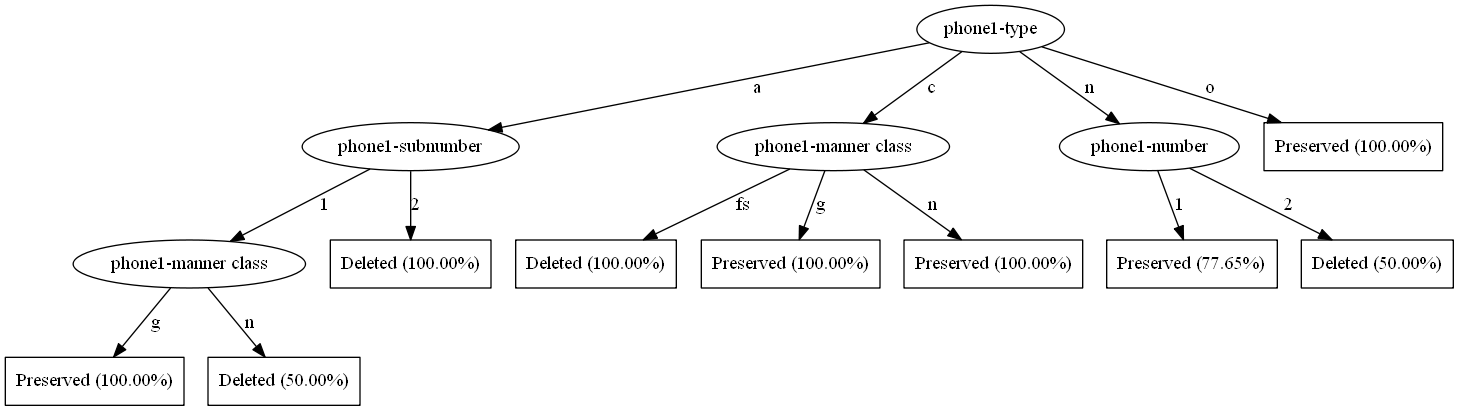 phone1-type
a
c
n
o
phone1-subnumber
phone1-manner class
phone1-number
Preserved (100.00%)
1
2
fs
g
n
1
2
phone1-manner class
Deleted (100.00%)
Deleted (100.00%)
Preserved (100.00%)
Preserved (100.00%)
Preserved (77.65%)
Deleted (50.00%)
g
n
Preserved (100.00%)
Deleted (50.00%)